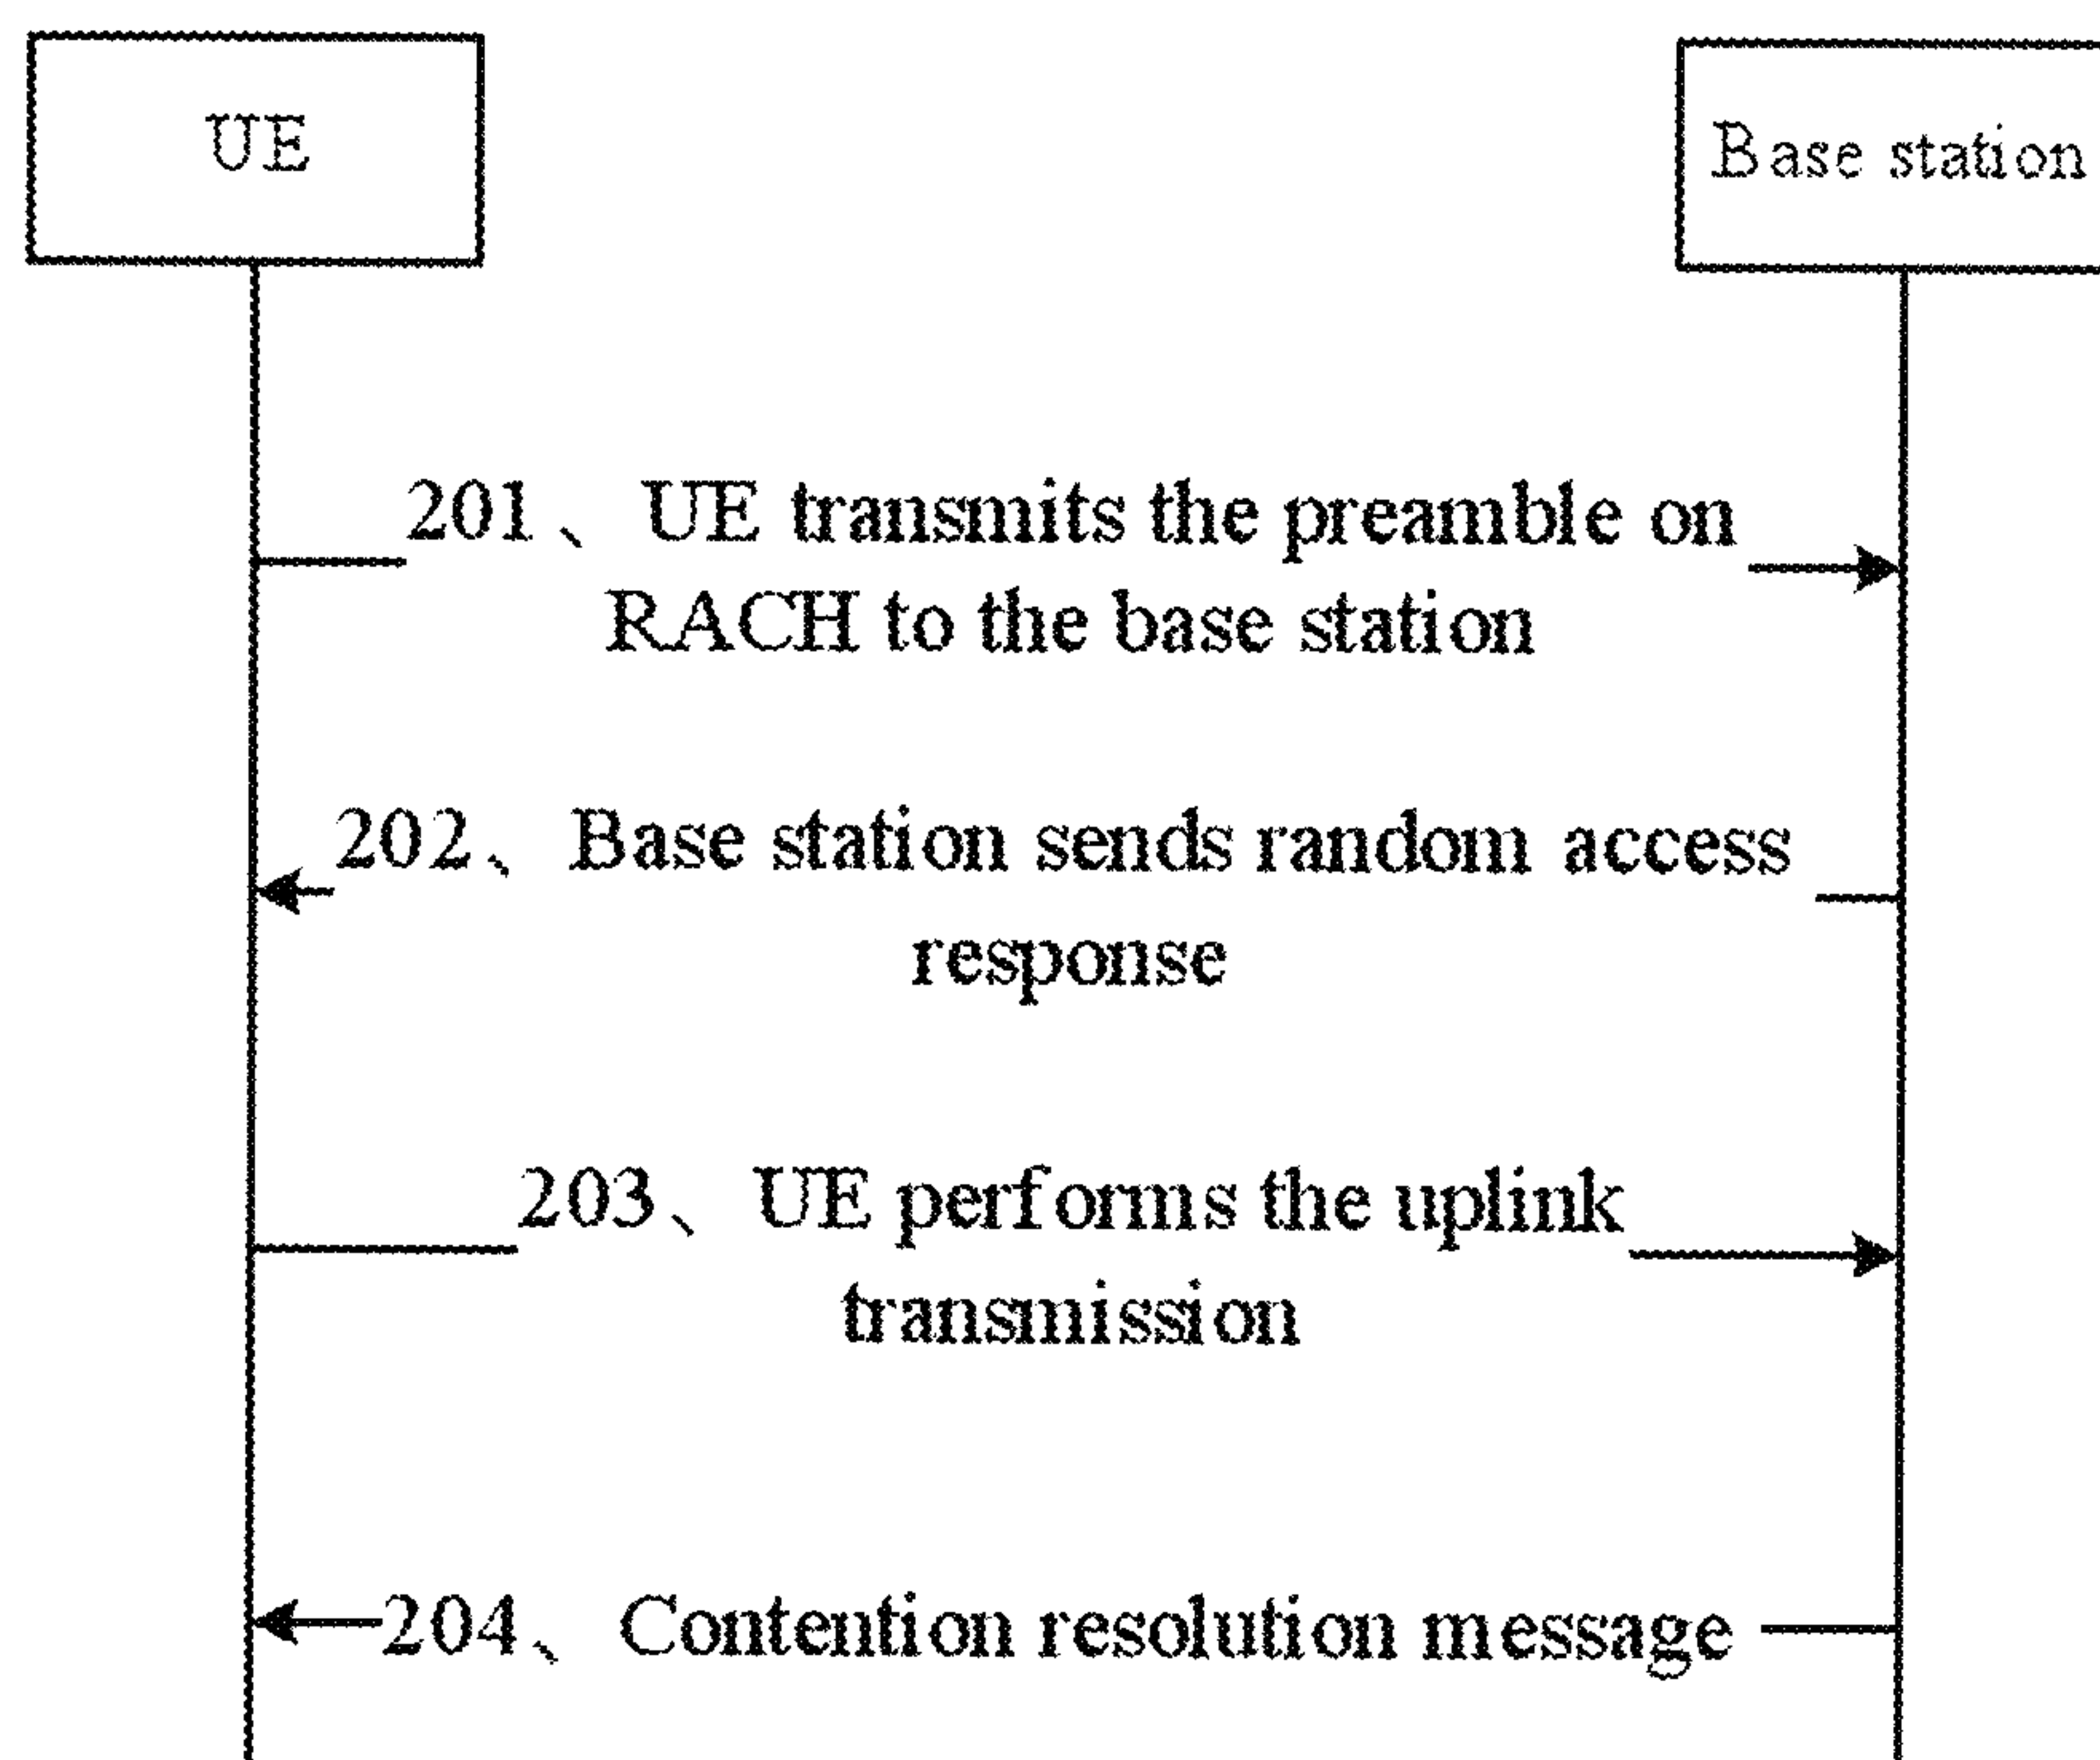 UE
Base station
201、 UE transmits the preamble on
RACH to the base station
202、 Base station sends random access
response
203、 UE performs the uplink
transmission
204、 Contention resolution message